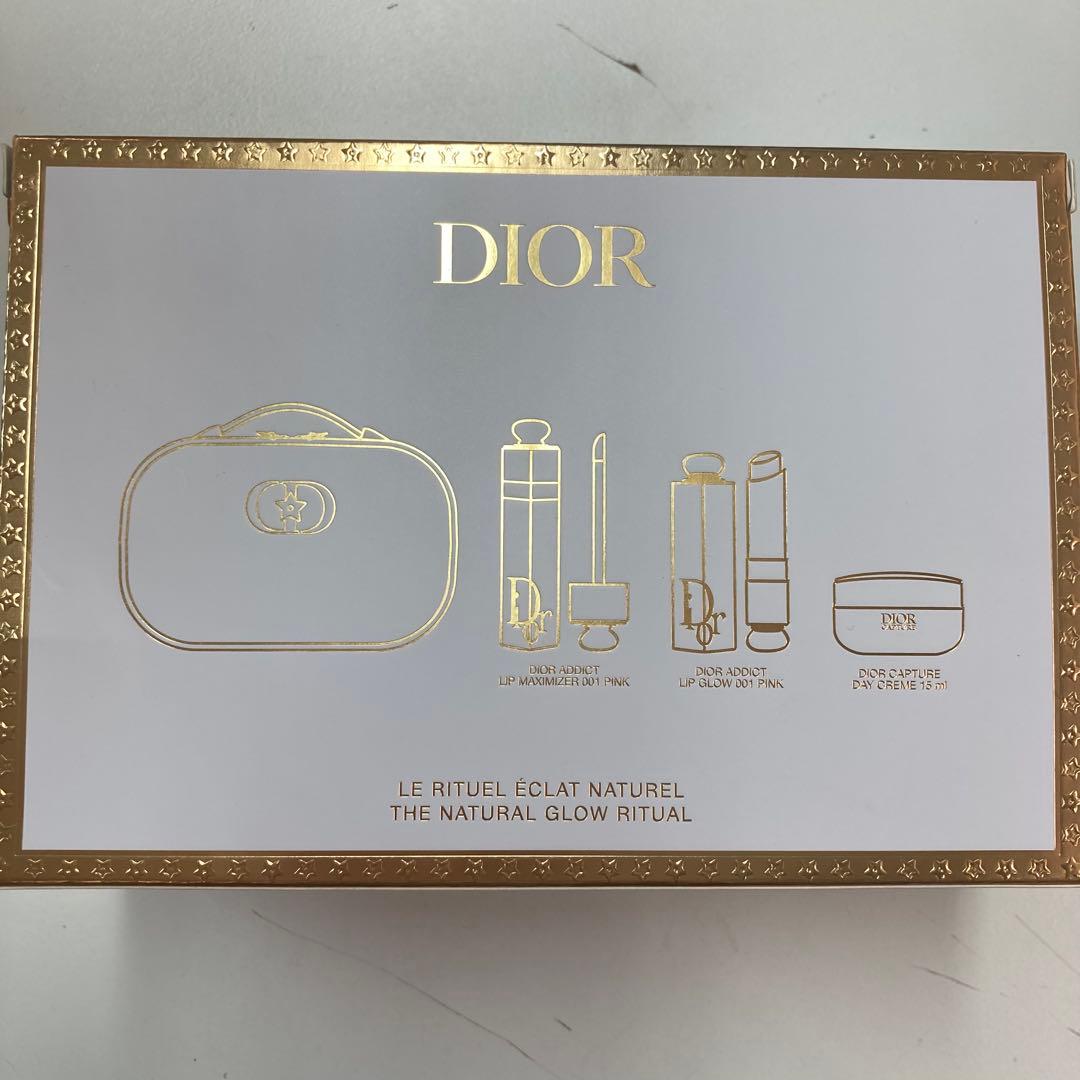 DIOR
Dior
DIOR ADDICT
LIP MAXIMIZER 001 PINK
Dior
DIOR ADDICT
LIP GLOW 001 PINK
DIOR
CAPTURE
DIOR CAPTURE
DAY CREME 15 ml
LE RITUEL ÉCLAT NATUREL
THE NATURAL GLOW RITUAL